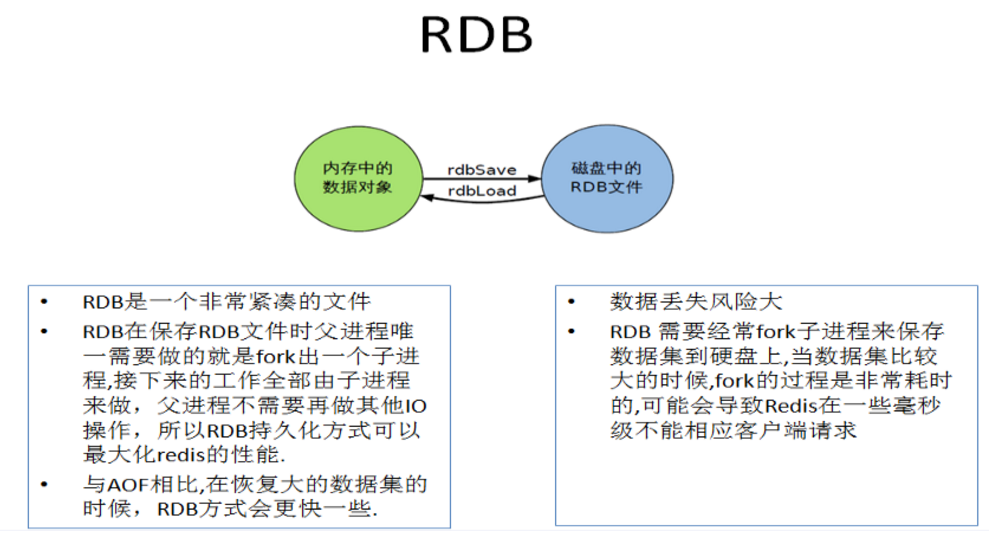 RDB
内存中的
数据对象
rdbSave
rdbLoad
磁盘中的
RDB文件
• RDB是一个非常紧凑的文件
• RDB在保存RDB文件时父进程唯
一需要做的就是fork出一个子进
程,接下来的工作全部由子进程
来做，父进程不需要再做其他IO
操作，所以RDB持久化方式可以
最大化redis的性能.
• 与AOF相比,在恢复大的数据集的
时候，RDB方式会更快一些.
• 数据丢失风险大
• RDB 需要经常fork子进程来保存
数据集到硬盘上,当数据集比较
大的时候,fork的过程是非常耗时
的,可能会导致Redis在一些毫秒
级不能相应客户端请求